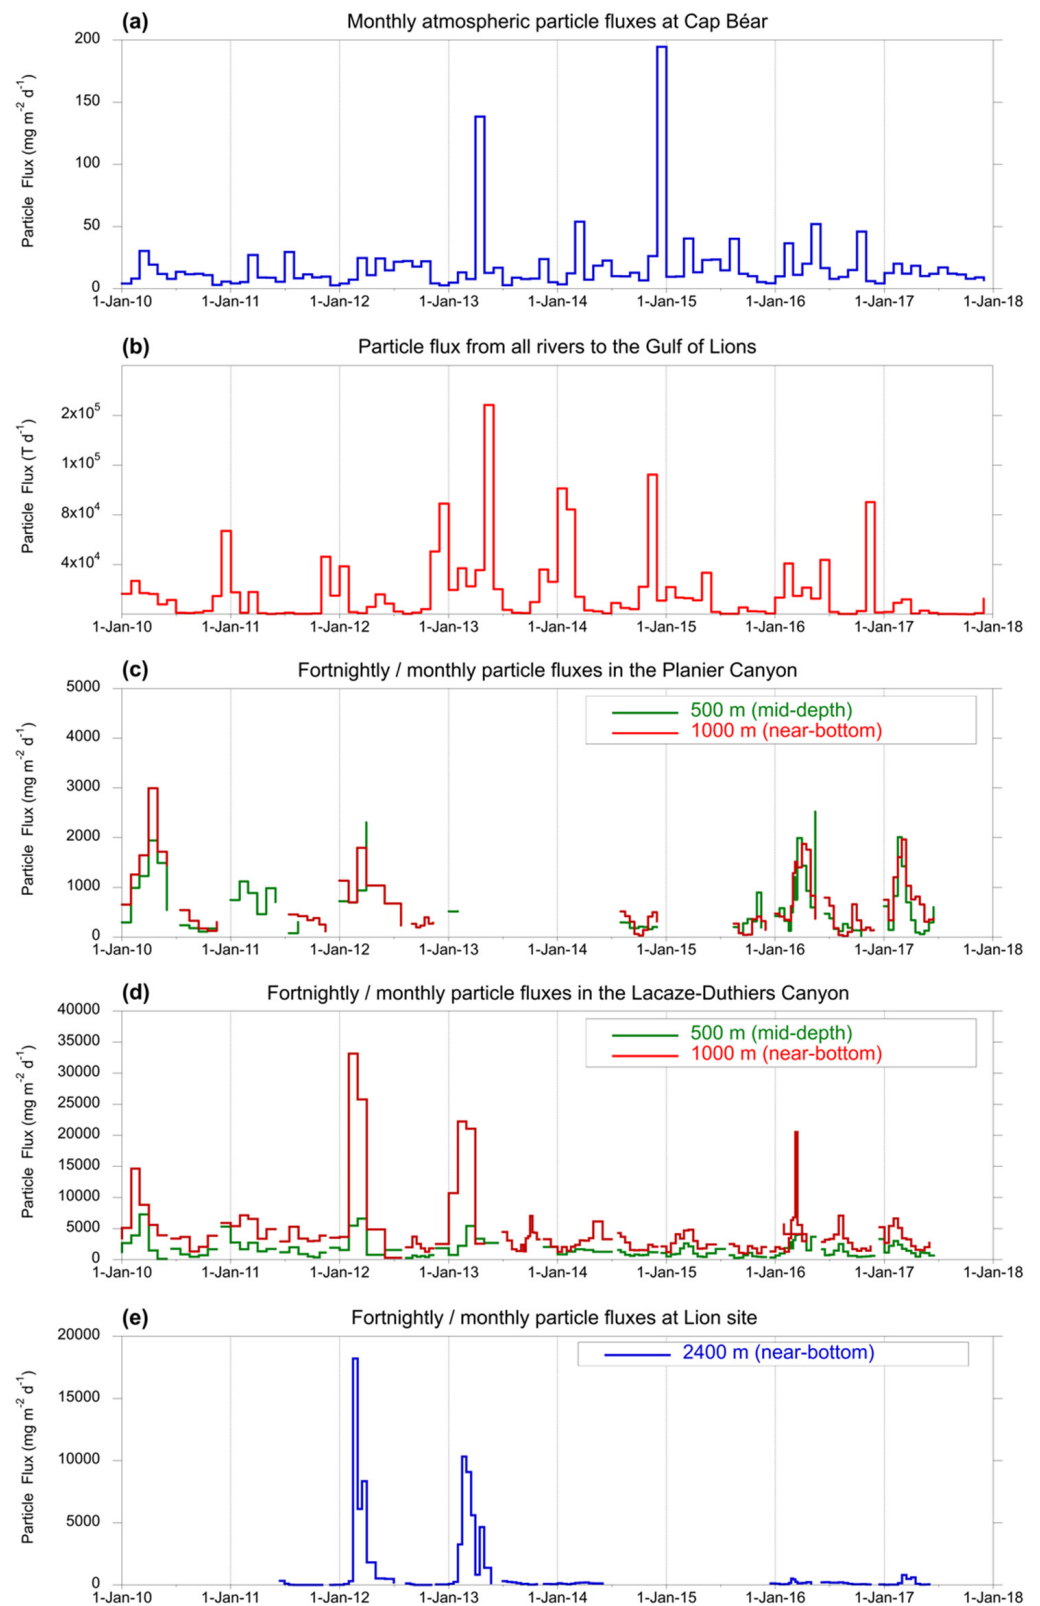 (a) Monthly atmospheric particle fluxes at Cap Béar
Particle Flux (mg m⁻² d⁻¹)
200
150
100
50
0
1-Jan-10 1-Jan-11 1-Jan-12 1-Jan-13 1-Jan-14 1-Jan-15 1-Jan-16 1-Jan-17 1-Jan-18
(b) Particle flux from all rivers to the Gulf of Lions
Particle Flux (T d⁻¹)
2x10⁵
1x10⁵
8x10⁴
4x10⁴
1-Jan-10 1-Jan-11 1-Jan-12 1-Jan-13 1-Jan-14 1-Jan-15 1-Jan-16 1-Jan-17 1-Jan-18
(c) Fortnightly / monthly particle fluxes in the Planier Canyon
Particle Flux (mg m⁻² d⁻¹)
5000
4000
3000
2000
1000
0
500 m (mid-depth)
1000 m (near-bottom)
1-Jan-10 1-Jan-11 1-Jan-12 1-Jan-13 1-Jan-14 1-Jan-15 1-Jan-16 1-Jan-17 1-Jan-18
(d) Fortnightly / monthly particle fluxes in the Lacaze-Duthiers Canyon
Particle Flux (mg m⁻² d⁻¹)
40000
35000
30000
25000
20000
15000
10000
5000
0
500 m (mid-depth)
1000 m (near-bottom)
1-Jan-10 1-Jan-11 1-Jan-12 1-Jan-13 1-Jan-14 1-Jan-15 1-Jan-16 1-Jan-17 1-Jan-18
(e) Fortnightly / monthly particle fluxes at Lion site
Particle Flux (mg m⁻² d⁻¹)
20000
15000
10000
5000
0
2400 m (near-bottom)
1-Jan-10 1-Jan-11 1-Jan-12 1-Jan-13 1-Jan-14 1-Jan-15 1-Jan-16 1-Jan-17 1-Jan-18